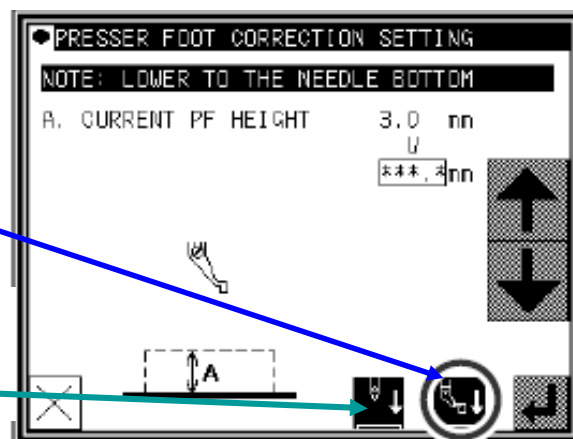 PRESSER FOOT CORRECTION SETTING
NOTE: LOWER TO THE NEEDLE BOTTOM
A. CURRENT PF HEIGHT 3.0 mm
***.* mm
A